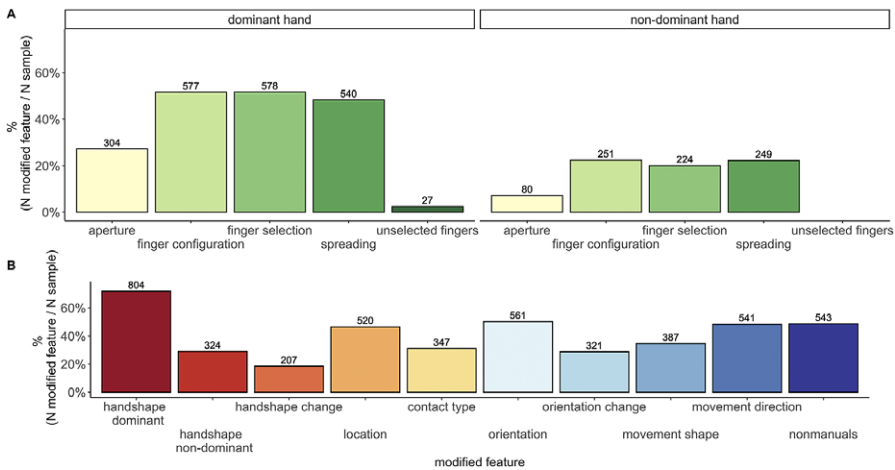 A
dominant hand
non-dominant hand
%
(N modified feature / N sample)
60%
40%
20%
0%
304
577
578
540
27
80
251
224
249
aperture
finger configuration
finger selection
spreading
unselected fingers
aperture
finger configuration
finger selection
spreading
unselected fingers
B
%
(N modified feature / N sample)
60%
40%
20%
0%
804
324
207
520
347
561
321
387
541
543
handshape
dominant
handshape
non-dominant
handshape change
location
contact type
orientation
orientation change
movement shape
movement direction
nonmanuals
modified feature